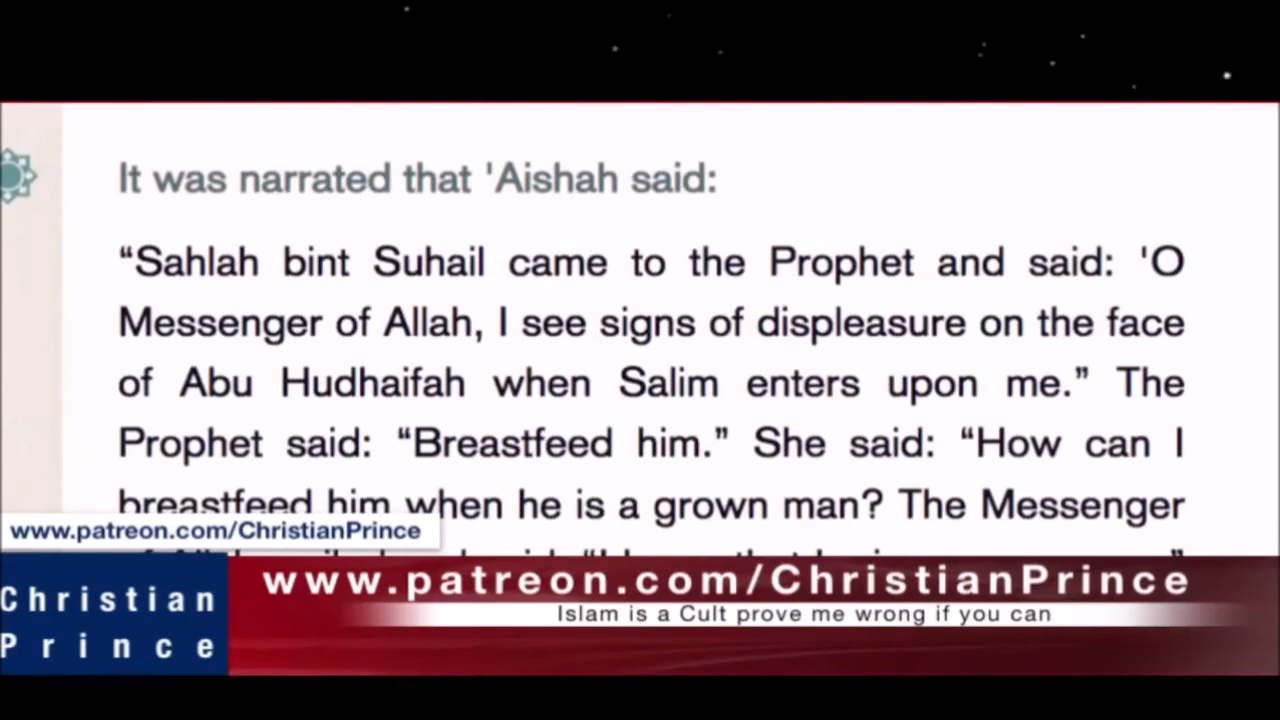 It was narrated that 'Aishah said:
“Sahlah bint Suhail came to the Prophet and said: 'O
Messenger of Allah, I see signs of displeasure on the face
of Abu Hudhaifah when Salim enters upon me.” The
Prophet said: “Breastfeed him.” She said: “How can I
breastfeed him when he is a grown man? The Messenger
www.patreon.com/ChristianPrince
www.patreon.com/ChristianPrince
Islam is a Cult prove me wrong if you can
Christian
Prince